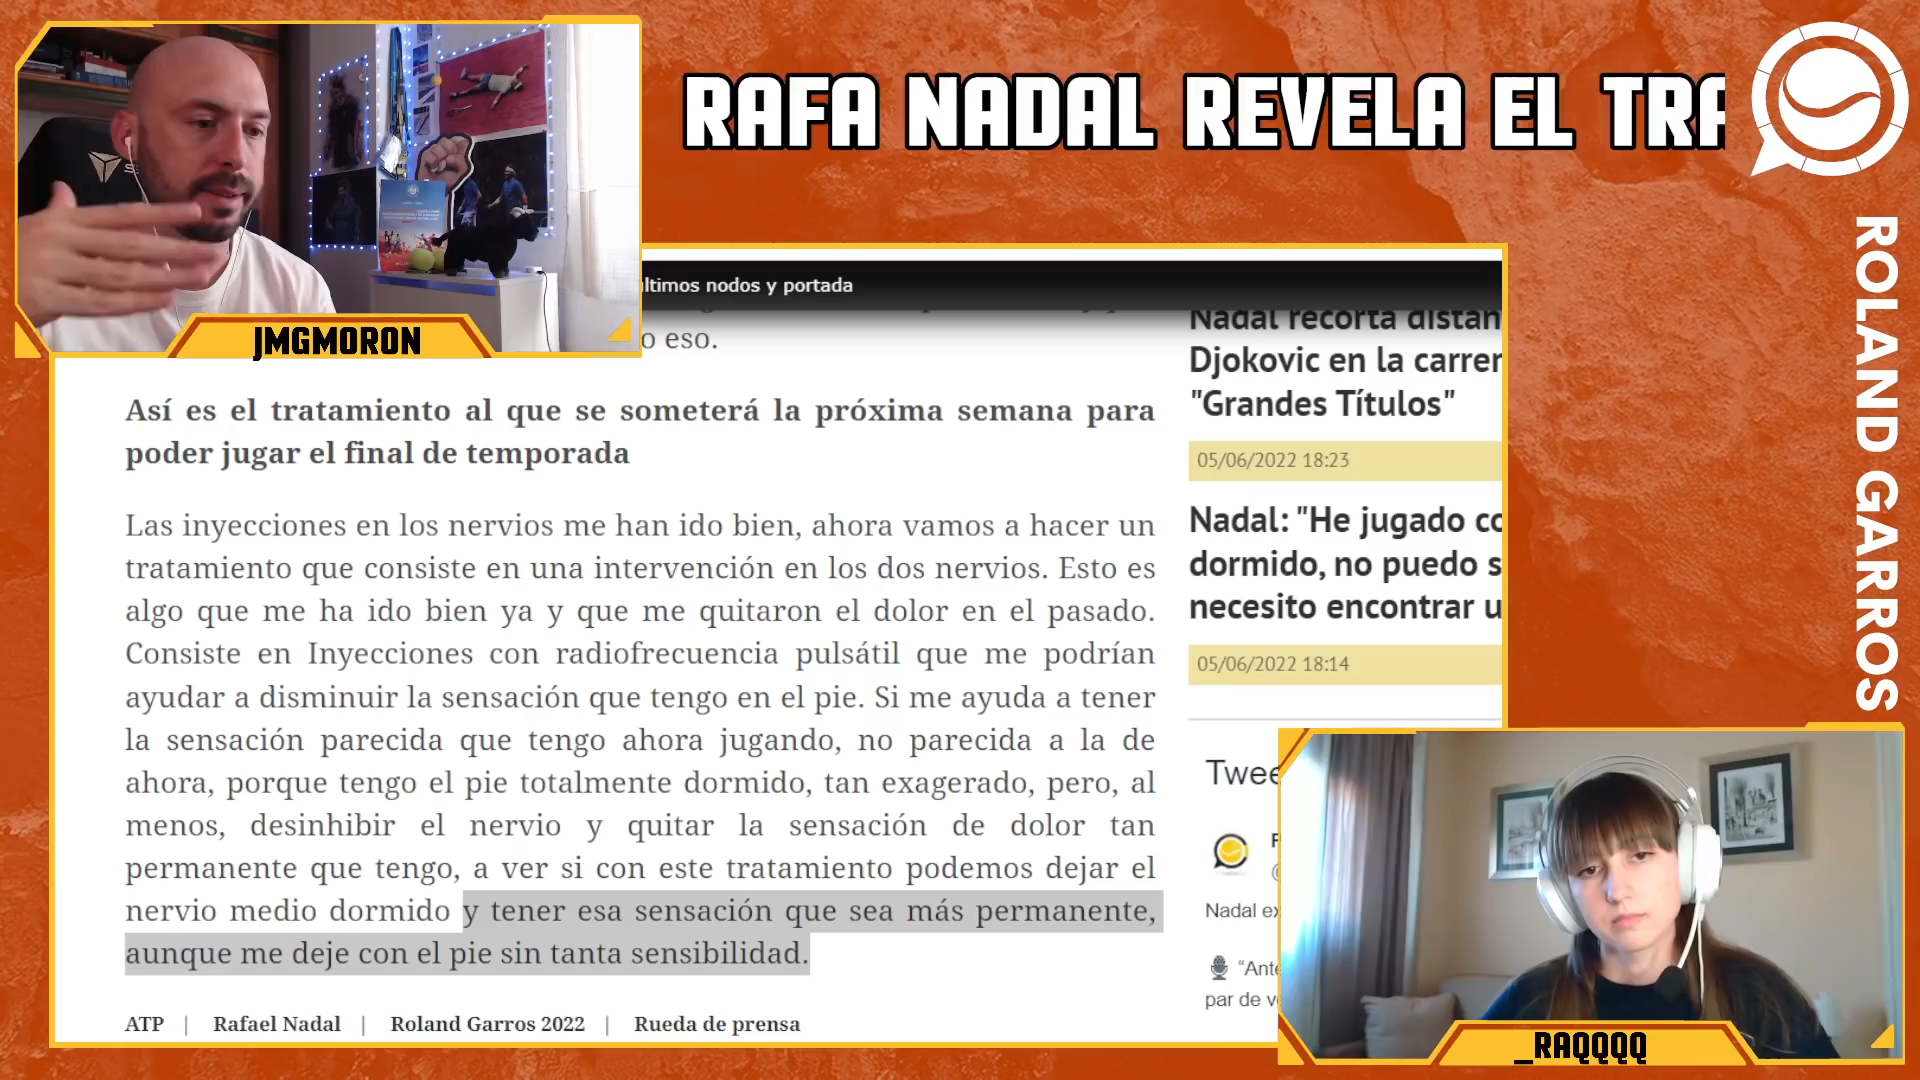 RAFA NADAL REVELA EL TRA
ROLAND GARROS
JMGMORON
ltimos nodos y portada
o eso.
Así es el tratamiento al que se someterá la próxima semana para
poder jugar el final de temporada
Las inyecciones en los nervios me han ido bien, ahora vamos a hacer un
tratamiento que consiste en una intervención en los dos nervios. Esto es
algo que me ha ido bien ya y que me quitaron el dolor en el pasado.
Consiste en Inyecciones con radiofrecuencia pulsátil que me podrían
ayudar a disminuir la sensación que tengo en el pie. Si me ayuda a tener
la sensación parecida que tengo ahora jugando, no parecida a la de
ahora, porque tengo el pie totalmente dormido, tan exagerado, pero, al
menos, desinhibir el nervio y quitar la sensación de dolor tan
permanente que tengo, a ver si con este tratamiento podemos dejar el
nervio medio dormido y tener esa sensación que sea más permanente,
aunque me deje con el pie sin tanta sensibilidad.
ATP | Rafael Nadal | Roland Garros 2022 | Rueda de prensa
Nadal recorta distan
Djokovic en la carrer
"Grandes Títulos"
05/06/2022 18:23
Nadal: "He jugado co
dormido, no puedo s
necesito encontrar u
05/06/2022 18:14
Twee
Nadal ex
“Ante
par de v
_RAQQQQ